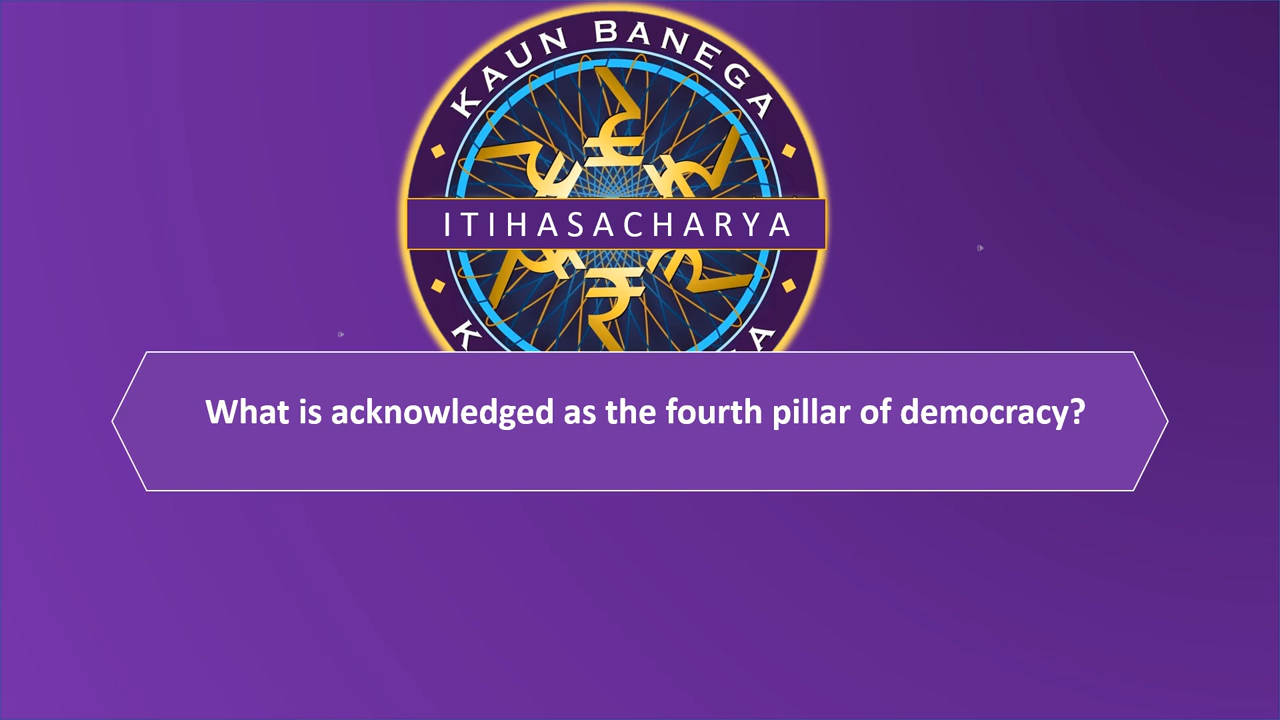 KAUN BANEGA
ITIHASACHARYA
What is acknowledged as the fourth pillar of democracy?